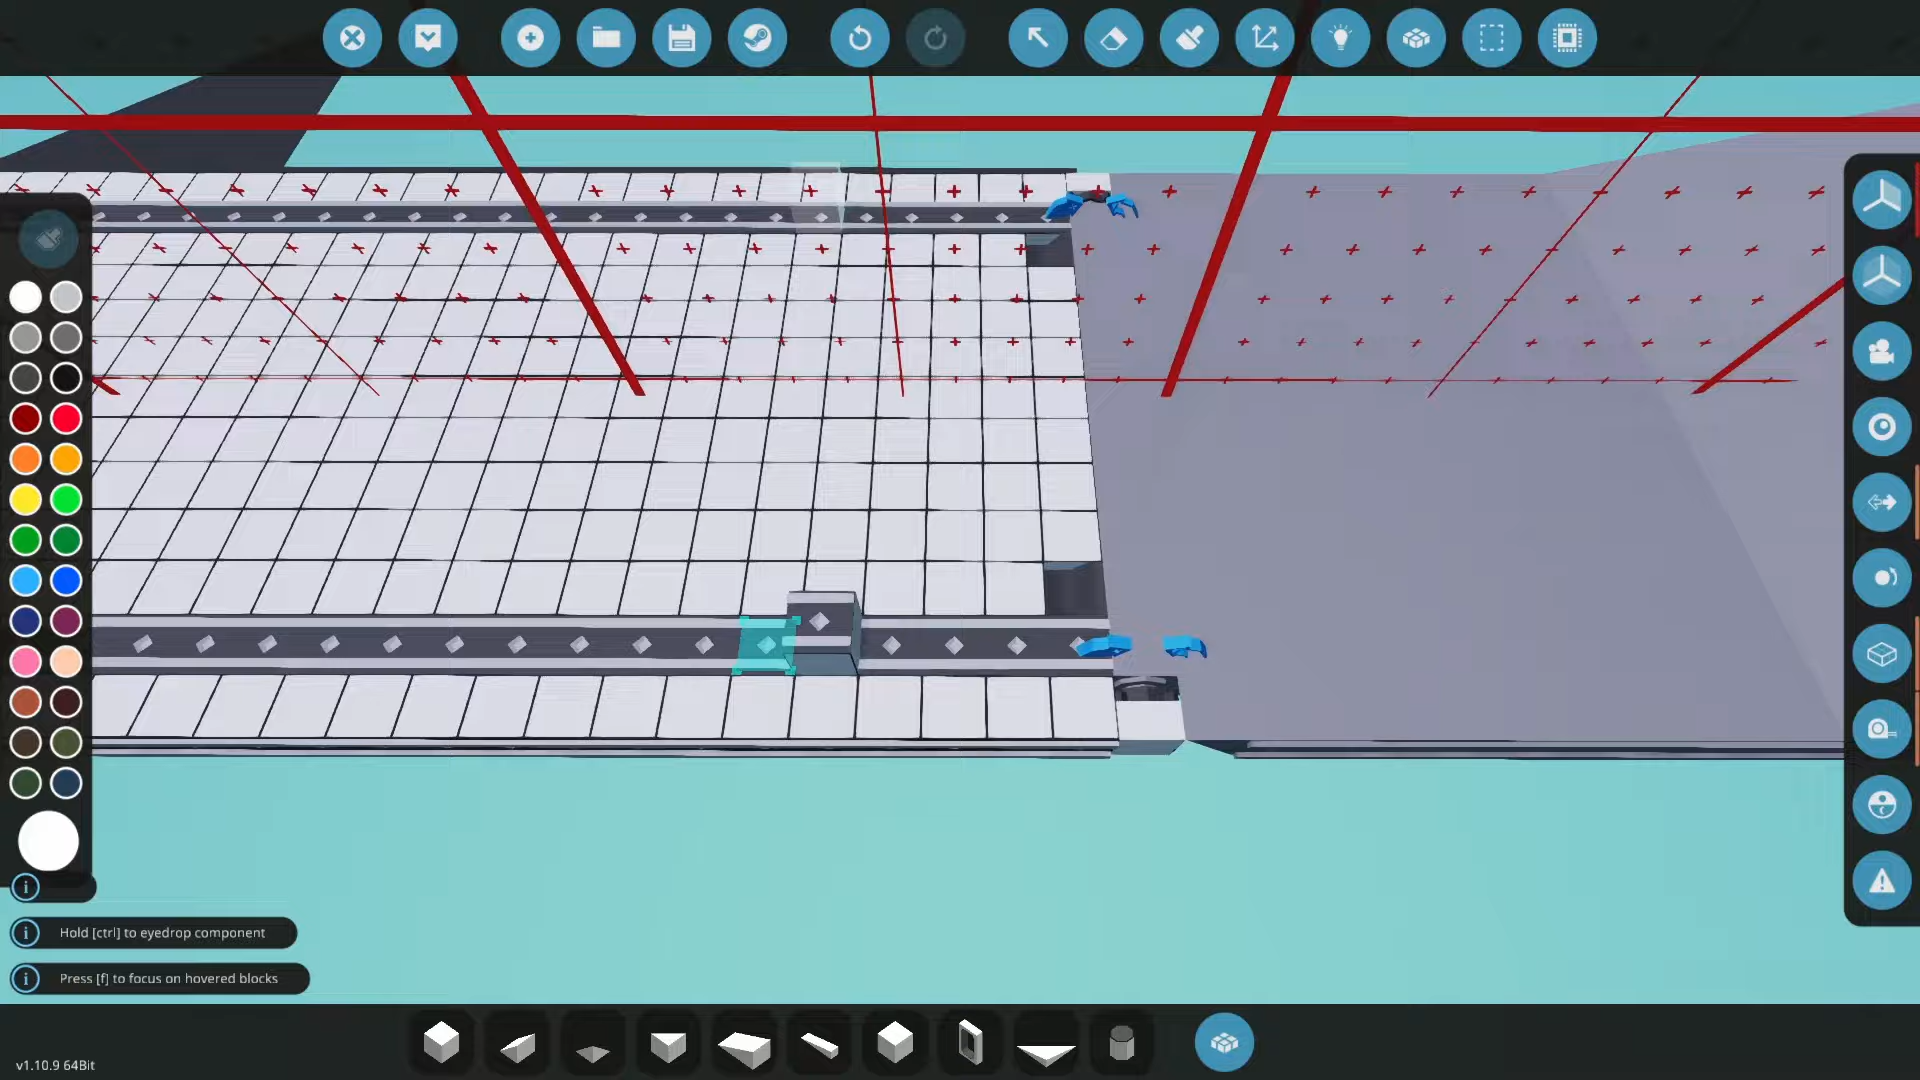 Hold [ctrl] to eyedrop component
Press [f] to focus on hovered blocks
v1.10.9 64Bit